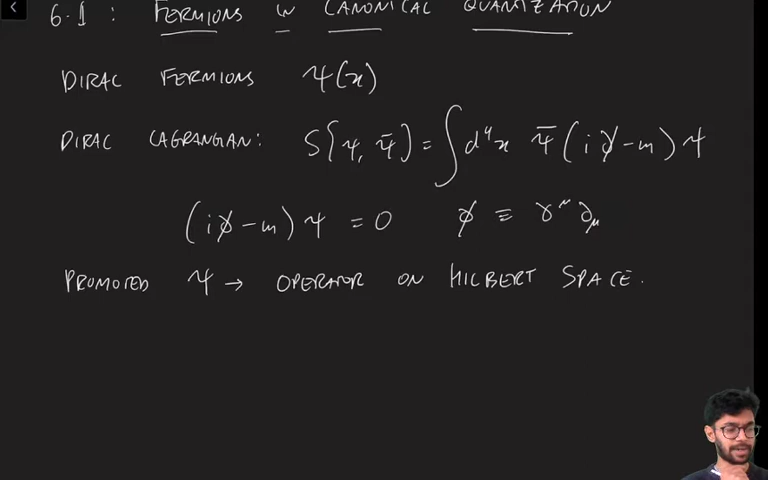 6.1 : FERMIONS IN CANONICAL QUANTIZATION
DIRAC FERMIONS ψ(x)
DIRAC LAGRANGIAN: S[ψ, ψ̄] = ∫d⁴x ψ̄(i∂̸ - m)ψ
(i∂̸ - m)ψ = 0 ∂̸ ≡ γ^μ ∂_μ
PROMOTED ψ → OPERATOR ON HILBERT SPACE.